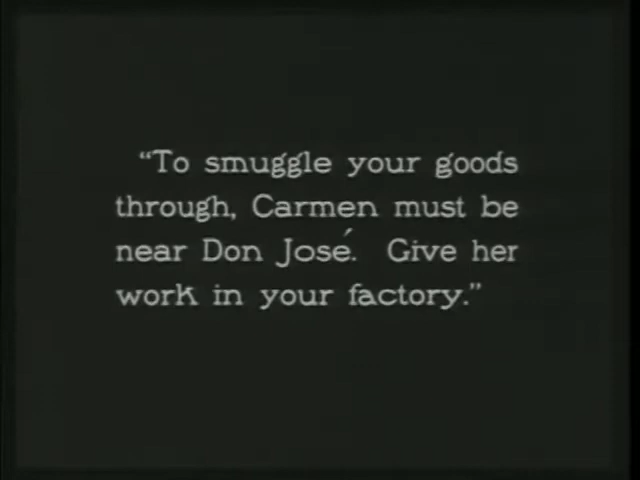 “To smuggle your goods
through, Carmen must be
near Don José. Give her
work in your factory.”